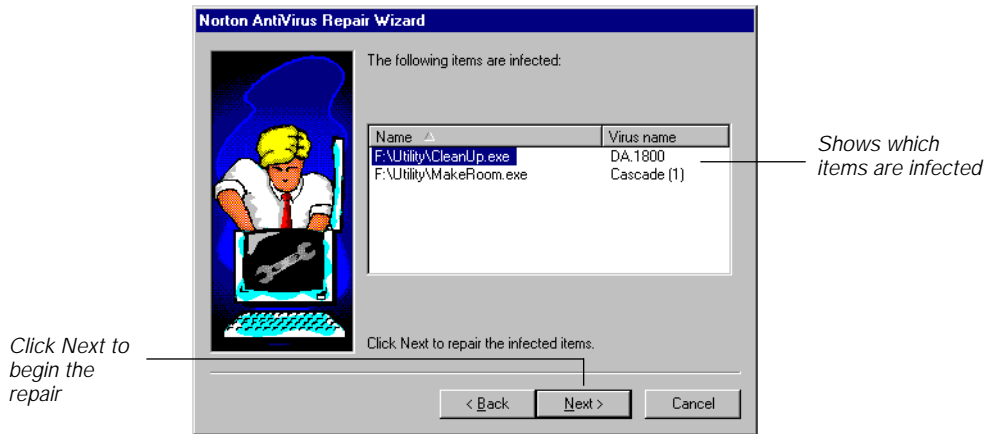 Norton AntiVirus Repair Wizard
The following items are infected:
Name Virus name
F:\Utility\CleanUp.exe DA.1800
F:\Utility\MakeRoom.exe Cascade (1)
Shows which
items are infected
Click Next to repair the infected items.
Click Next to
begin the
repair
< Back Next > Cancel